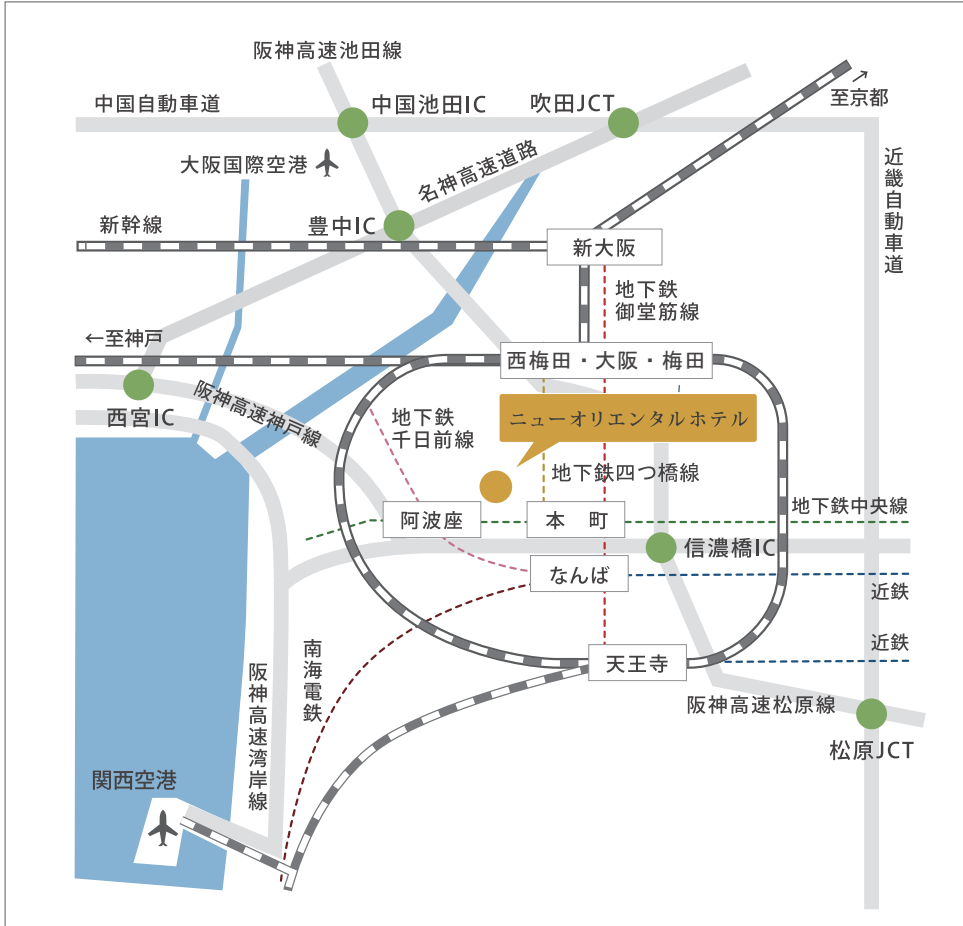 阪神高速池田線
中国自動車道
中国池田IC
吹田JCT
→
至京都
大阪国際空港
名神高速道路
近畿自動車道
新幹線
豊中IC
新大阪
地下鉄
御堂筋線
←至神戸
西梅田・大阪・梅田
西宮IC
阪神高速神戸線
地下鉄
千日前線
ニューオリエンタルホテル
地下鉄四つ橋線
阿波座
本 町
地下鉄中央線
信濃橋IC
なんば
近鉄
南海電鉄
天王寺
近鉄
阪神高速湾岸線
阪神高速松原線
松原JCT
関西空港